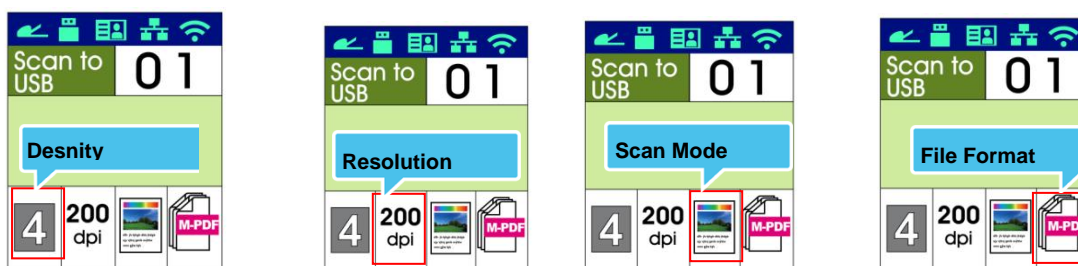 Scan to
USB
01
Desnity
4
200
dpi
M-PDF
Scan to
USB
01
Resolution
4
200
dpi
M-PDF
Scan to
USB
01
Scan Mode
4
200
dpi
M-PDF
Scan to
USB
01
File Format
4
200
dpi
M-PD